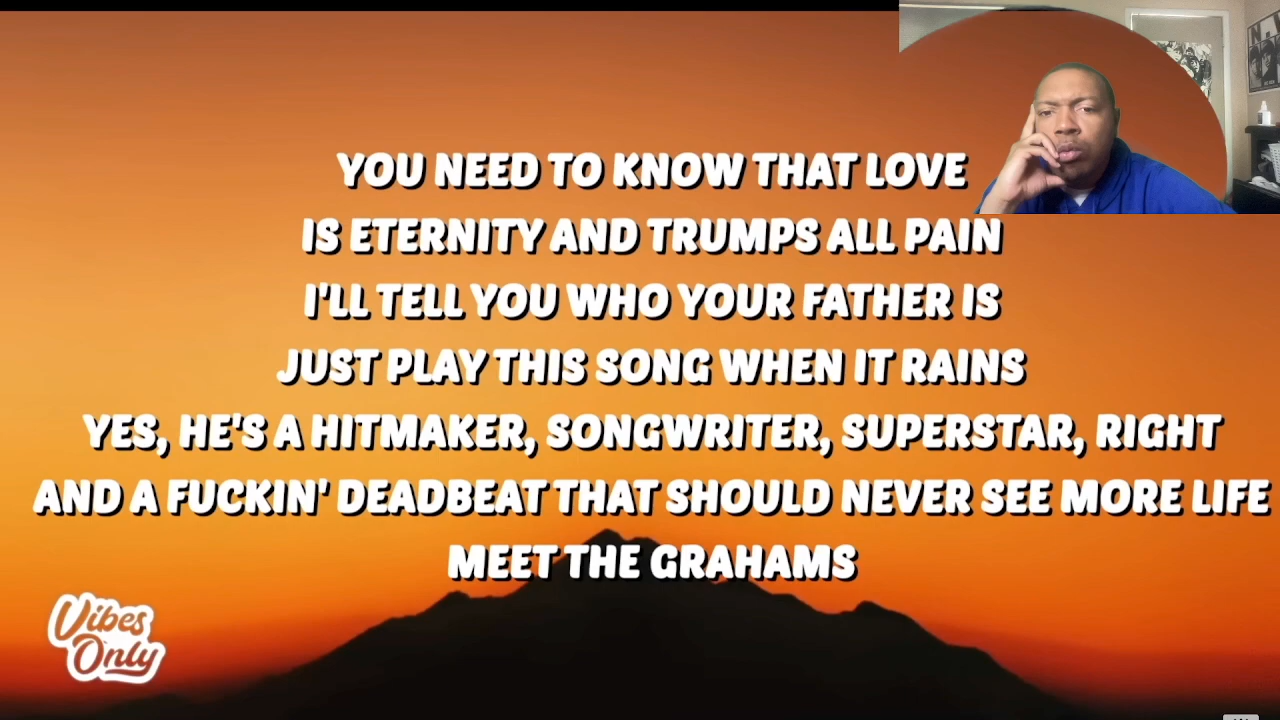 YOU NEED TO KNOW THAT LOVE
IS ETERNITY AND TRUMPS ALL PAIN
I'LL TELL YOU WHO YOUR FATHER IS
JUST PLAY THIS SONG WHEN IT RAINS
YES, HE'S A HITMAKER, SONGWRITER, SUPERSTAR, RIGHT
AND A FUCKIN' DEADBEAT THAT SHOULD NEVER SEE MORE LIFE
MEET THE GRAHAMS
Vibes
Only